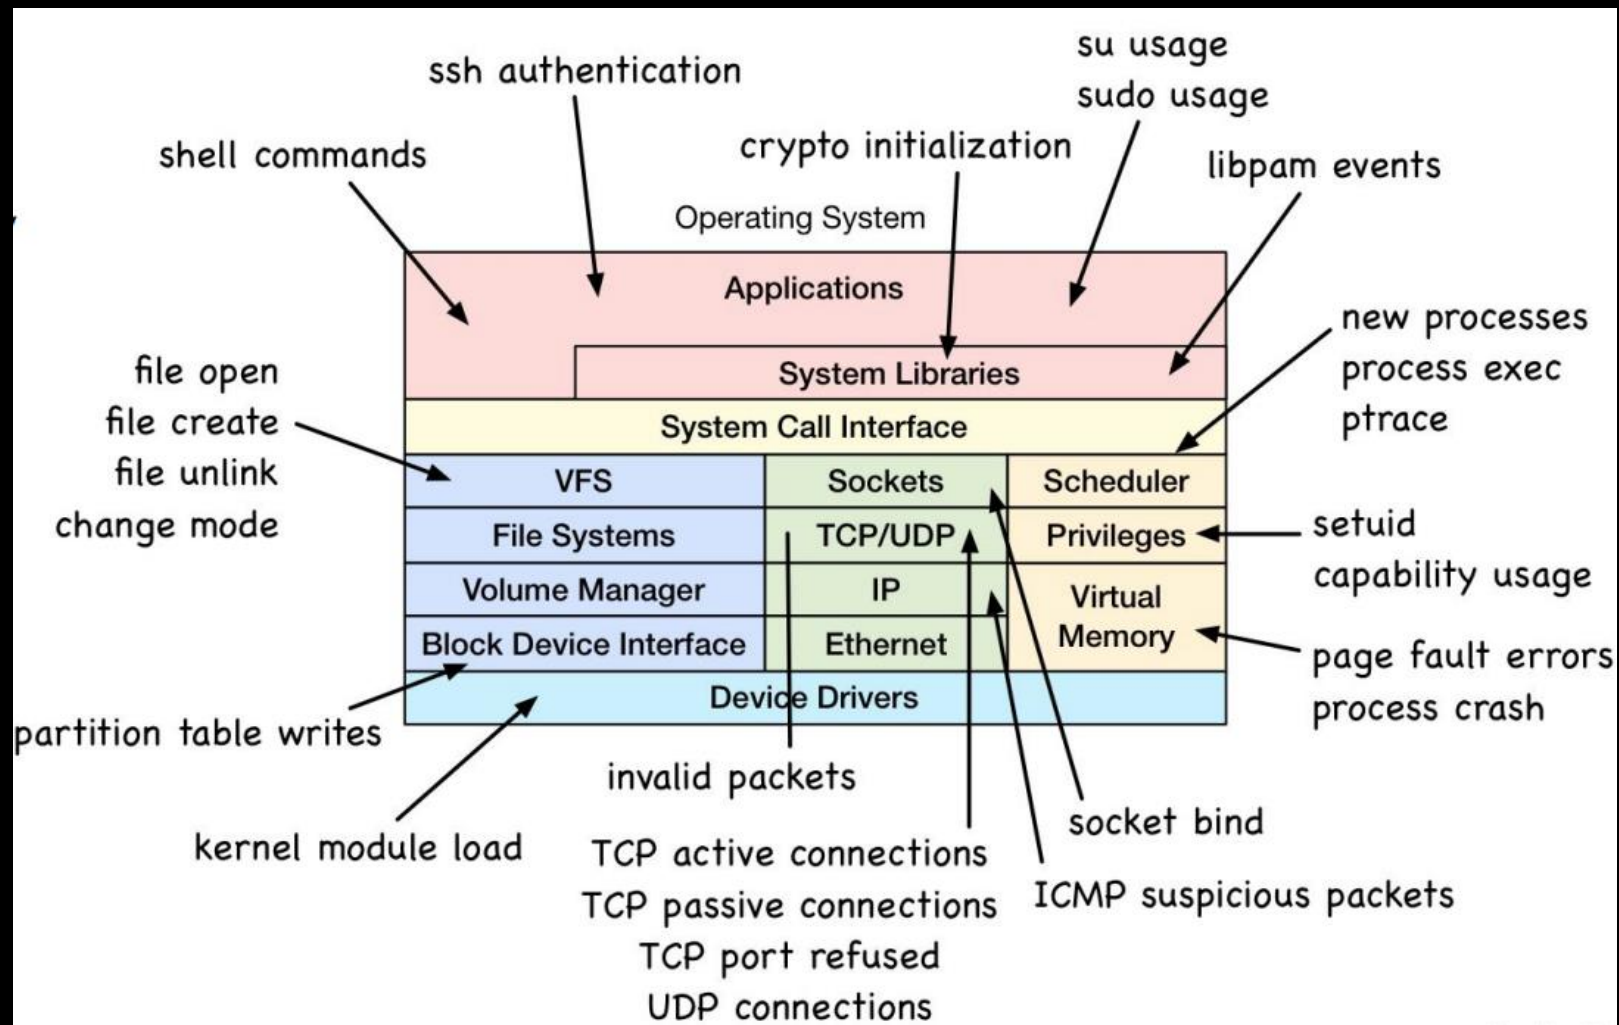 su usage
ssh authentication
sudo usage
crypto initialization
shell commands
libpam events
Operating System
Applications
new processes
process exec
ptrace
System Libraries
file open
file create
file unlink
change mode
System Call Interface
VFS
Sockets
Scheduler
File Systems
TCP/UDP
Privileges
setuid
capability usage
Volume Manager
IP
Virtual
Memory
Block Device Interface
Ethernet
page fault errors
process crash
Device Drivers
partition table writes
invalid packets
kernel module load
socket bind
TCP active connections
TCP passive connections
TCP port refused
UDP connections
ICMP suspicious packets